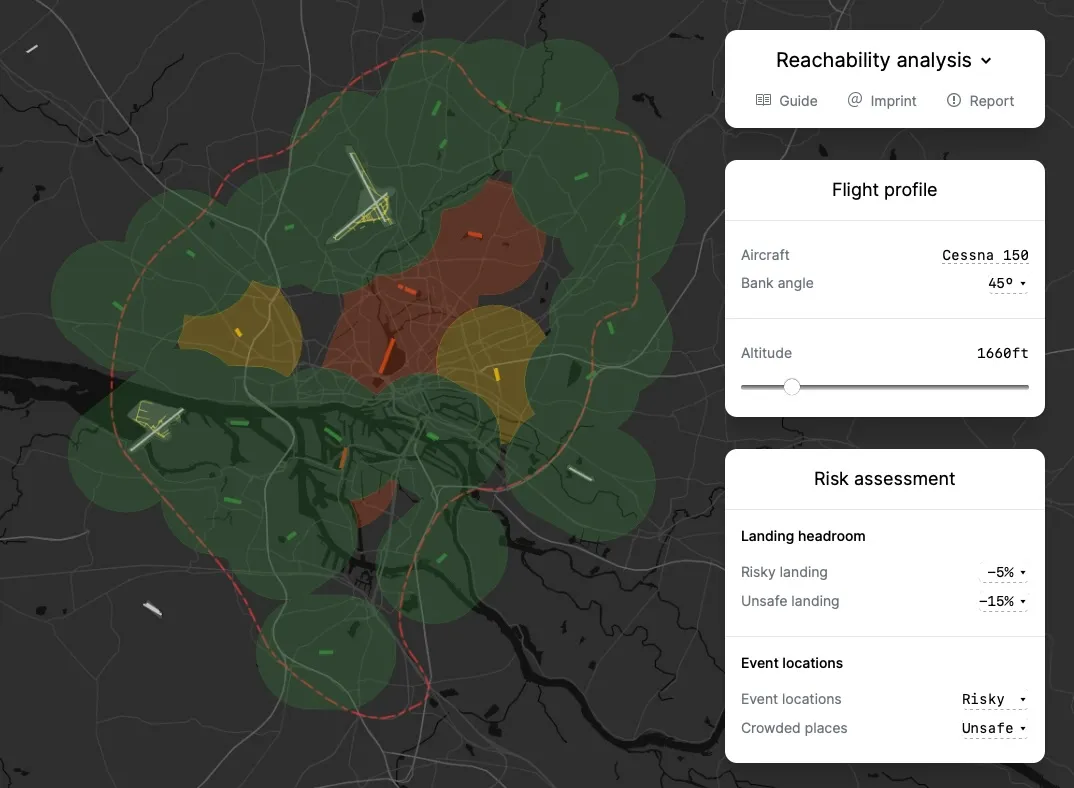 Reachability analysis
Guide Imprint Report
Flight profile
Aircraft Cessna 150
Bank angle 45º
Altitude 1660ft
Risk assessment
Landing headroom
Risky landing −5%
Unsafe landing −15%
Event locations
Event locations Risky
Crowded places Unsafe